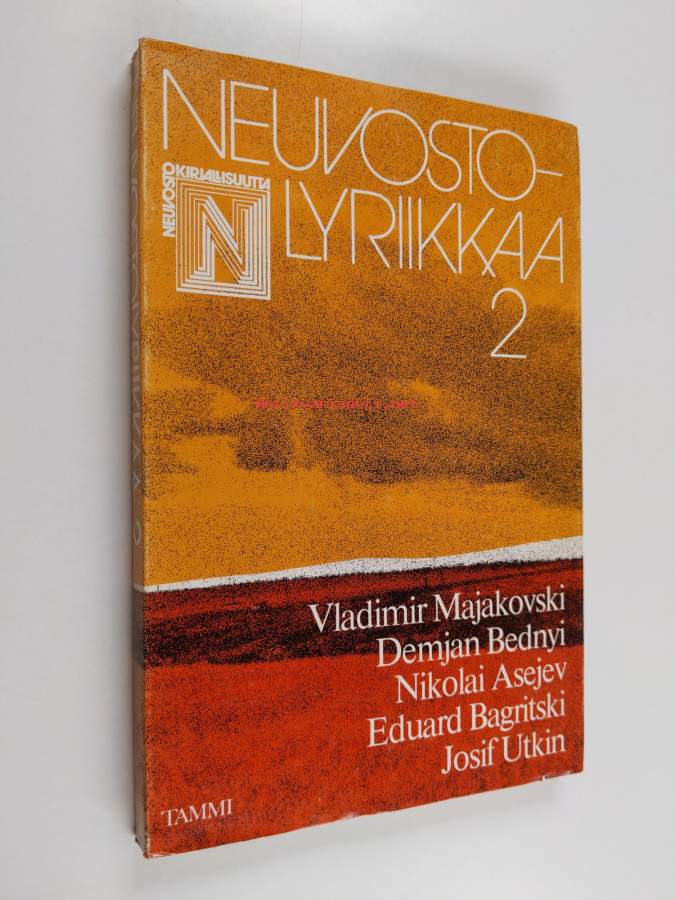 NEUVOSTO-
LYRIIKKAA
2
NEUVOSTO
KIRJALLISUUTTA
N
Vladimir Majakovski
Demjan Bednyi
Nikolai Asejev
Eduard Bagritski
Josif Utkin
TAMMI